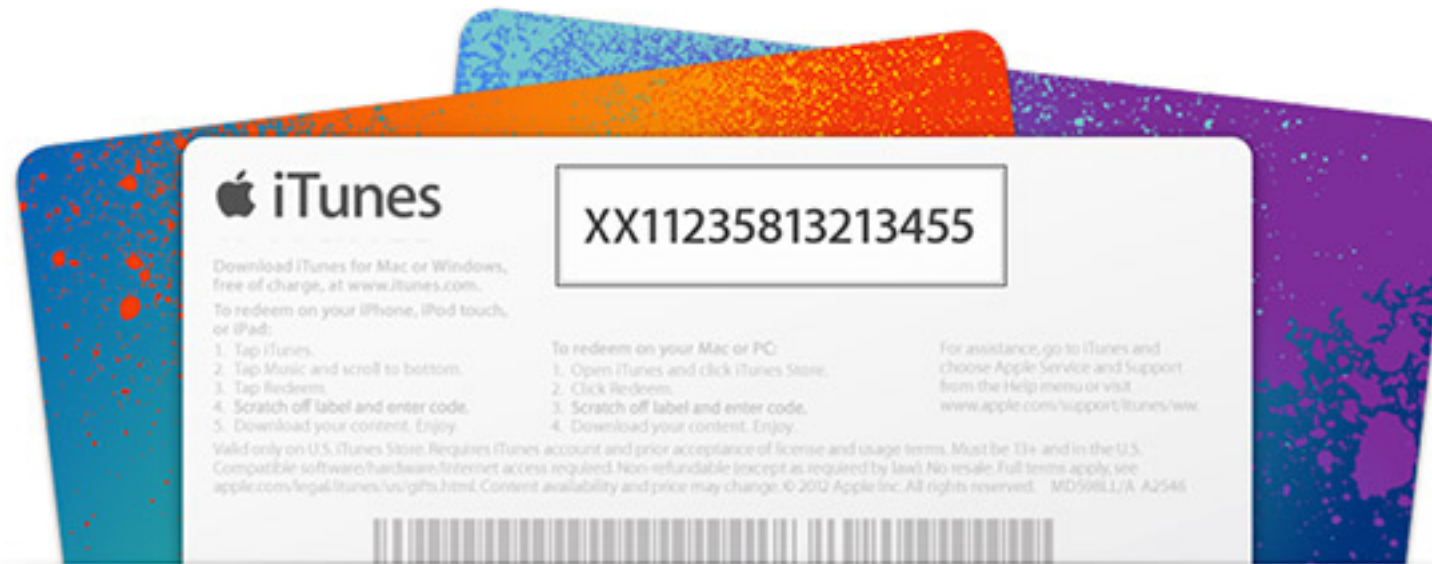 iTunes
XX11235813213455
Download iTunes for Mac or Windows,
free of charge, at www.itunes.com.
To redeem on your iPhone, iPod touch,
or iPad:
1. Tap iTunes.
2. Tap Music and scroll to bottom.
3. Tap Redeem.
4. Scratch off label and enter code.
5. Download your content. Enjoy.
To redeem on your Mac or PC:
1. Open iTunes and click iTunes Store.
2. Click Redeem.
3. Scratch off label and enter code.
4. Download your content. Enjoy.
For assistance, go to iTunes and
choose Apple Service and Support
from the Help menu or visit
www.apple.com/support/itunes/ww.
Valid only on U.S. iTunes Store. Requires iTunes account and prior acceptance of license and usage terms. Must be 13+ and in the U.S.
Compatible software/hardware/internet access required. Non-refundable (except as required by law). No resale. Full terms apply, see
apple.com/legal/itunes/us/gifts.html. Content availability and price may change. © 2012 Apple Inc. All rights reserved. MD598LL/A A2546